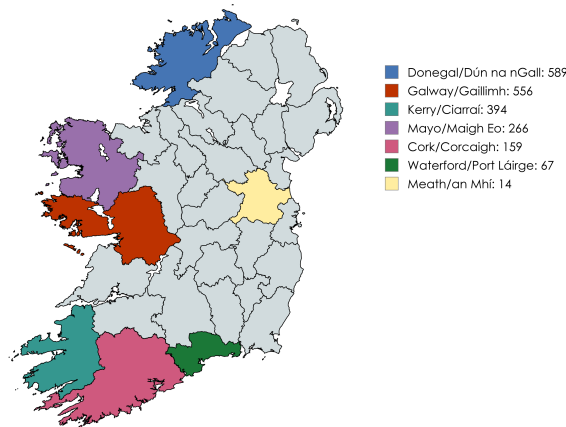 Donegal/Dún na nGall: 589
Galway/Gaillimh: 556
Kerry/Ciarraí: 394
Mayo/Maigh Eo: 266
Cork/Corcaigh: 159
Waterford/Port Láirge: 67
Meath/an Mhí: 14